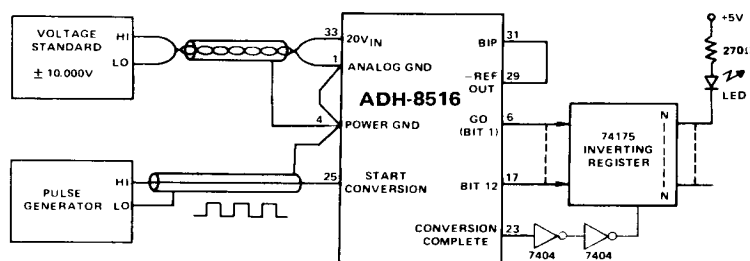 VOLTAGE
STANDARD
± 10.000V
HI
LO
33
20VIN
1
ANALOG GND
ADH-8516
4
POWER GND
PULSE
GENERATOR
HI
LO
25
START
CONVERSION
BIP
31
–REF
OUT
29
GO
(BIT 1)
6
BIT 12
17
CONVERSION
COMPLETE
23
7404
7404
74175
INVERTING
REGISTER
N
N
+5V
270Ω
LED